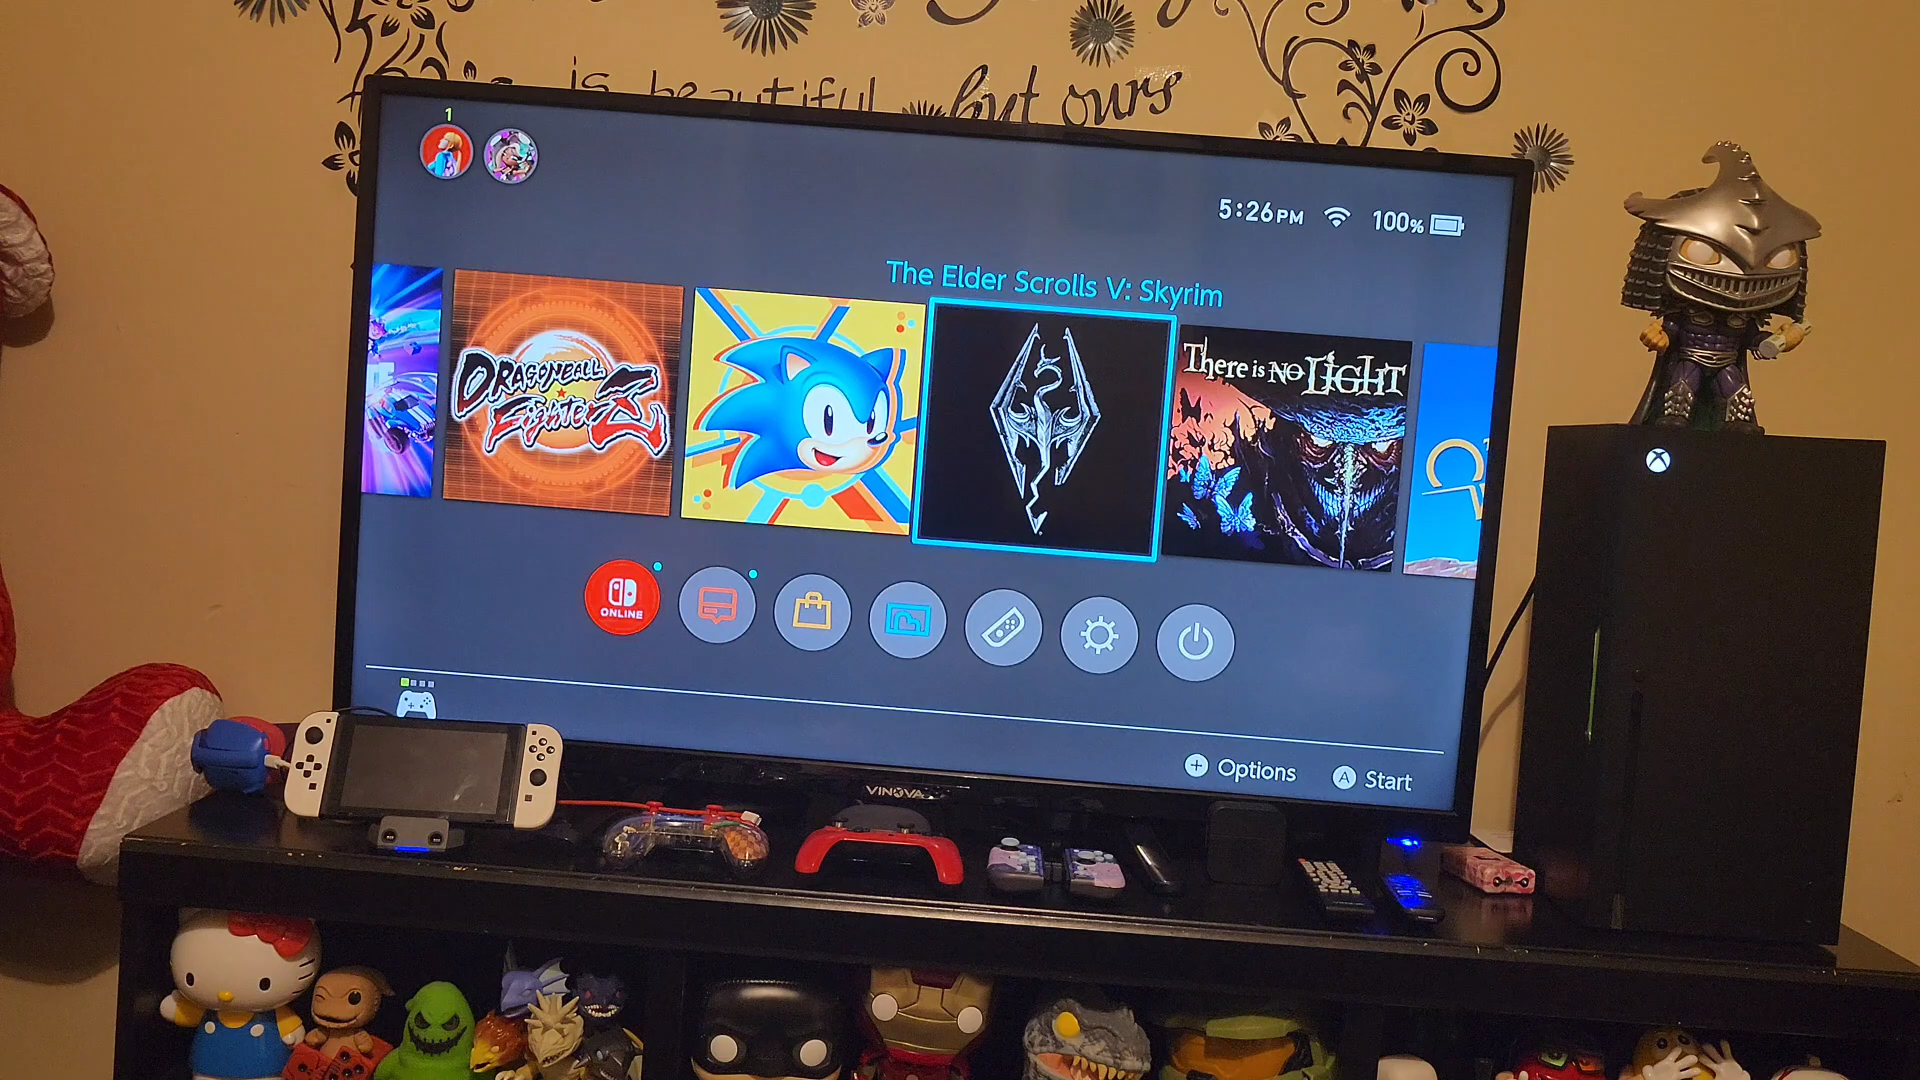 is beautiful but ours
1
5:26PM 100%
The Elder Scrolls V: Skyrim
DRAGONBALL
FighterZ
There is NO LIGHT
ONLINE
+ Options A Start
VINOVA